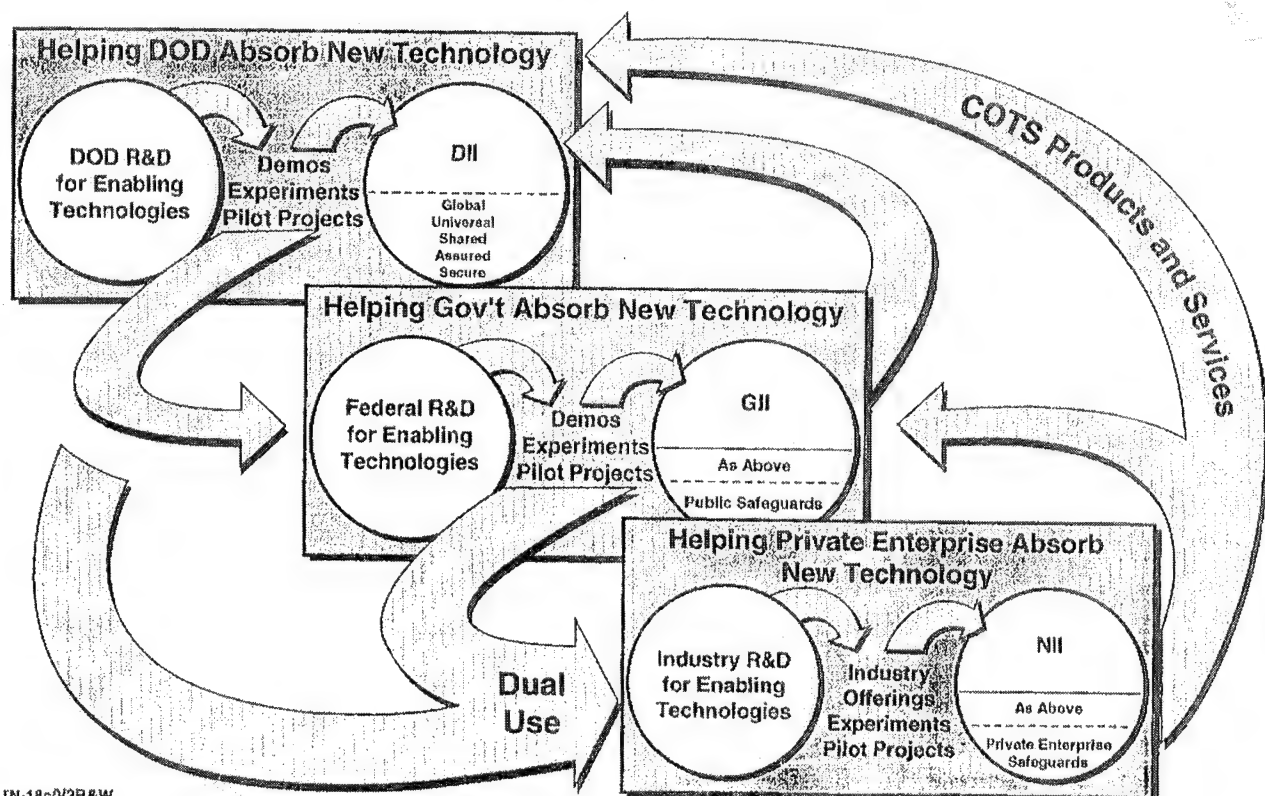 Helping DOD Absorb New Technology
DOD R&D
for Enabling
Technologies
Demos
Experiments
Pilot Projects
DII
Global
Universal
Shared
Assured
Secure
COTS Products and Services
Helping Gov't Absorb New Technology
Federal R&D
for Enabling
Technologies
Demos
Experiments
Pilot Projects
GII
As Above
Public Safeguards
Helping Private Enterprise Absorb
New Technology
Industry R&D
for Enabling
Technologies
Industry
Offerings
Experiments
Pilot Projects
NII
As Above
Private Enterprise
Safeguards
Dual
Use